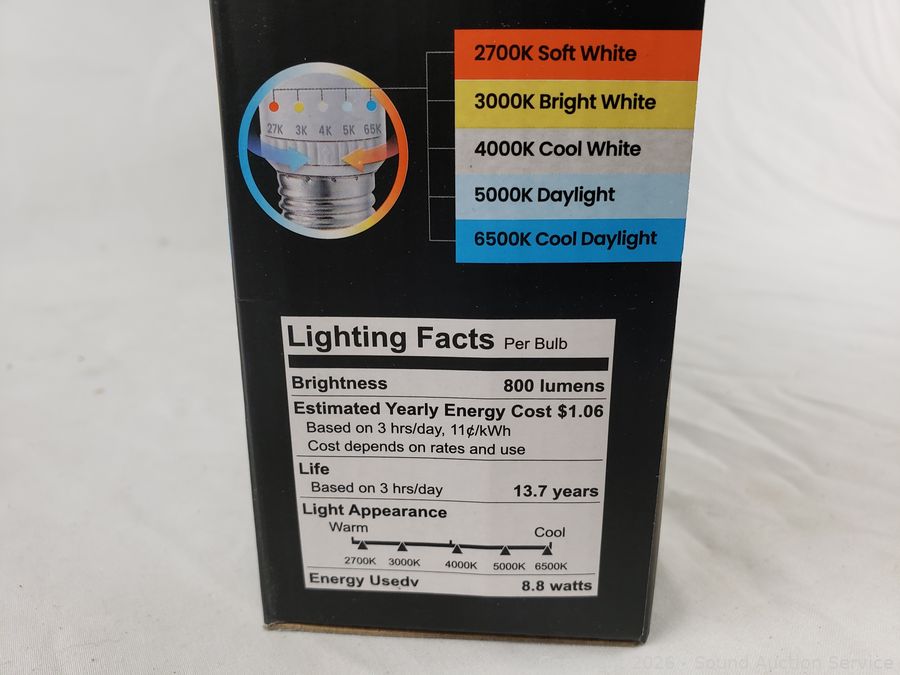 2700K Soft White
3000K Bright White
4000K Cool White
5000K Daylight
6500K Cool Daylight
27K 3K 4K 5K 65K
Lighting Facts Per Bulb
Brightness 800 lumens
Estimated Yearly Energy Cost $1.06
Based on 3 hrs/day, 11¢/kWh
Cost depends on rates and use
Life
Based on 3 hrs/day 13.7 years
Light Appearance
Warm Cool
2700K 3000K 4000K 5000K 6500K
Energy Usedv 8.8 watts
2026 - Sound Auction Service